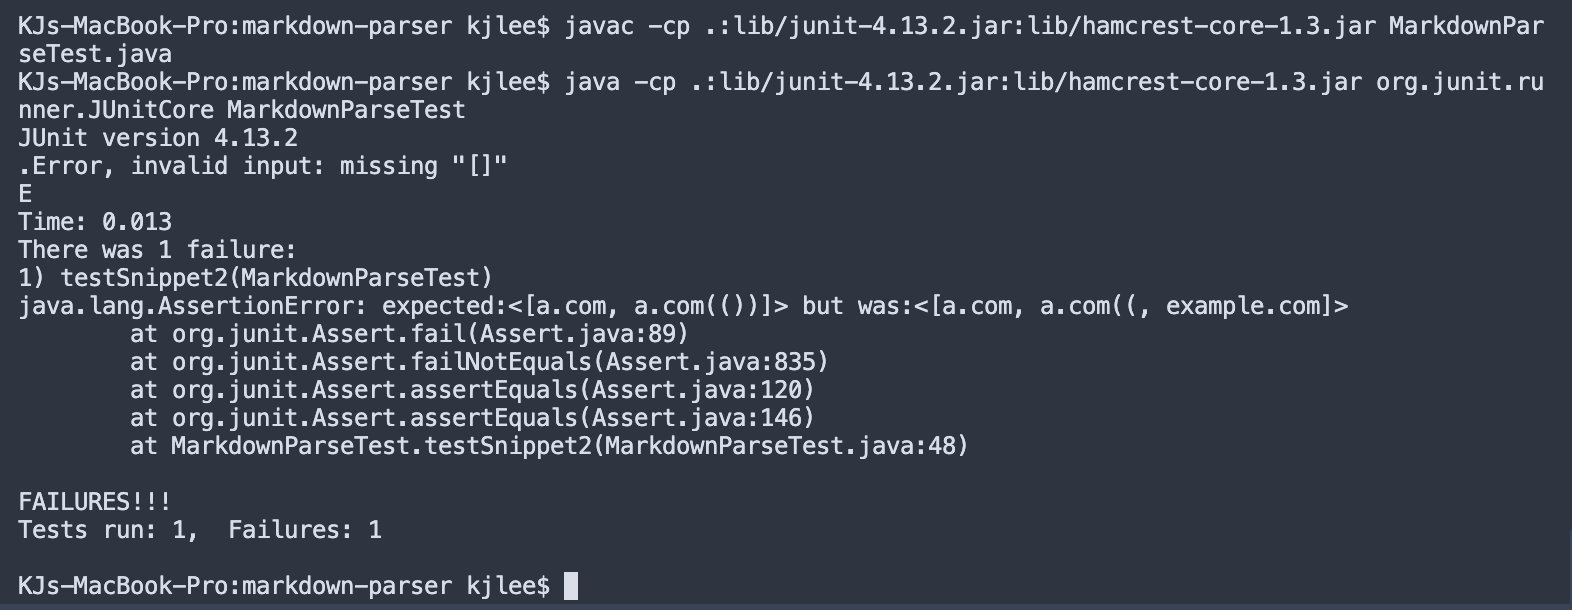 KJs-MacBook-Pro:markdown-parser kjlee$ javac -cp .:lib/junit-4.13.2.jar:lib/hamcrest-core-1.3.jar MarkdownPar
seTest.java
KJs-MacBook-Pro:markdown-parser kjlee$ java -cp .:lib/junit-4.13.2.jar:lib/hamcrest-core-1.3.jar org.junit.ru
nner.JUnitCore MarkdownParseTest
JUnit version 4.13.2
.Error, invalid input: missing "[]"
E
Time: 0.013
There was 1 failure:
1) testSnippet2(MarkdownParseTest)
java.lang.AssertionError: expected:<[a.com, a.com(())]> but was:<[a.com, a.com((, example.com]>
        at org.junit.Assert.fail(Assert.java:89)
        at org.junit.Assert.failNotEquals(Assert.java:835)
        at org.junit.Assert.assertEquals(Assert.java:120)
        at org.junit.Assert.assertEquals(Assert.java:146)
        at MarkdownParseTest.testSnippet2(MarkdownParseTest.java:48)

FAILURES!!!
Tests run: 1,  Failures: 1

KJs-MacBook-Pro:markdown-parser kjlee$